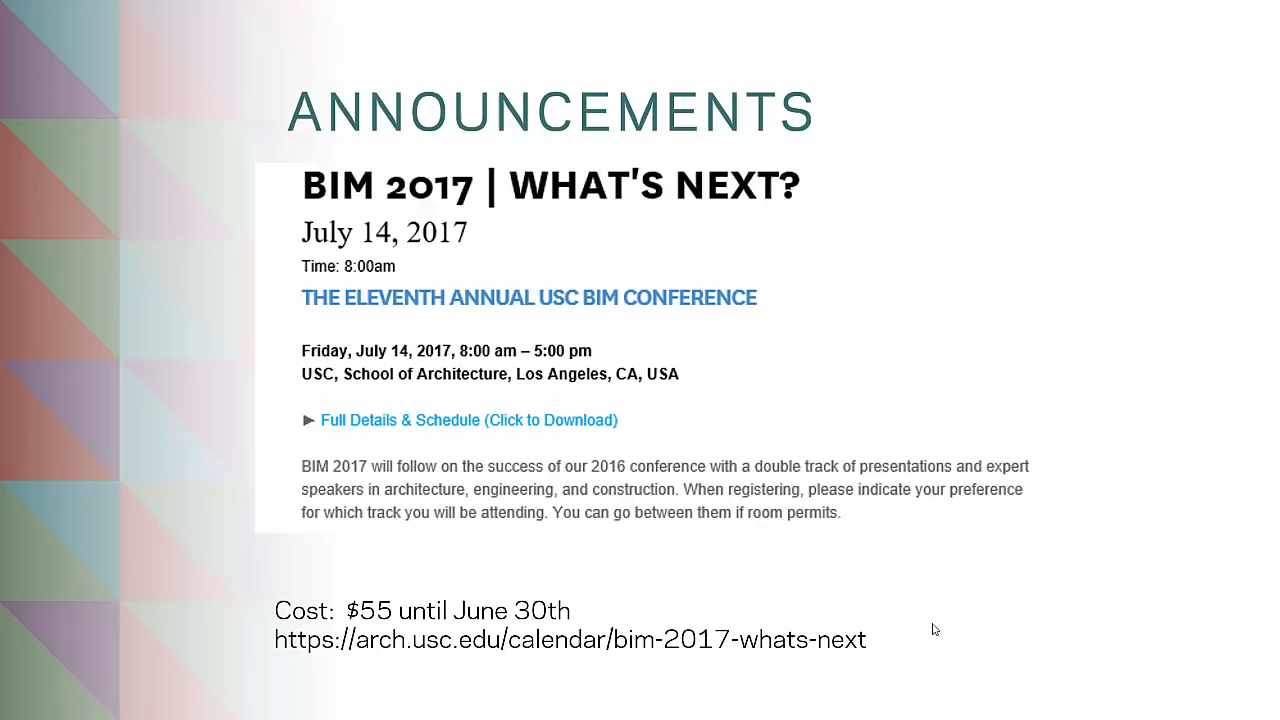 ANNOUNCEMENTS
BIM 2017 | WHAT'S NEXT?
July 14, 2017
Time: 8:00am
THE ELEVENTH ANNUAL USC BIM CONFERENCE
Friday, July 14, 2017, 8:00 am – 5:00 pm
USC, School of Architecture, Los Angeles, CA, USA
► Full Details & Schedule (Click to Download)
BIM 2017 will follow on the success of our 2016 conference with a double track of presentations and expert
speakers in architecture, engineering, and construction. When registering, please indicate your preference
for which track you will be attending. You can go between them if room permits.
Cost: $55 until June 30th
https://arch.usc.edu/calendar/bim-2017-whats-next